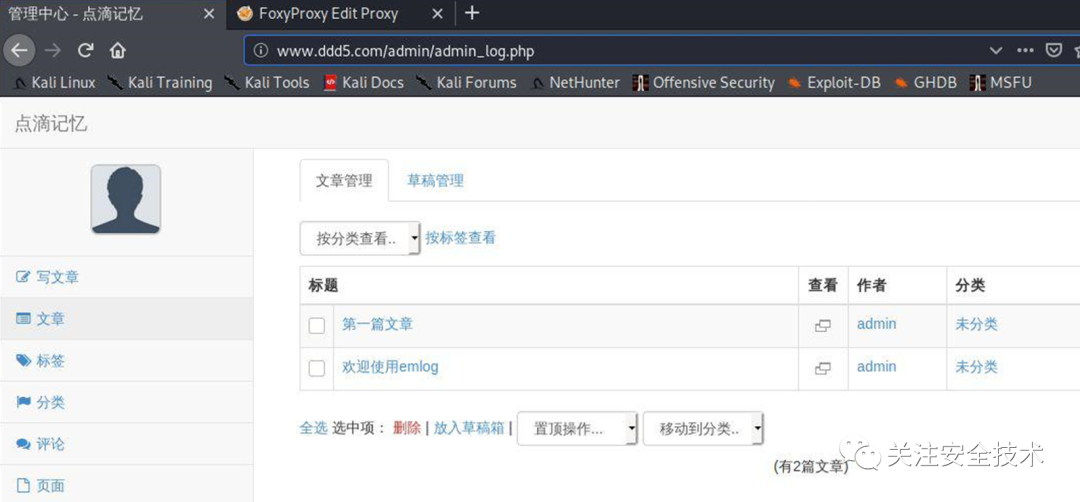 管理中心 - 点滴记忆 FoxyProxy Edit Proxy
www.ddd5.com/admin/admin_log.php
Kali Linux Kali Training Kali Tools Kali Docs Kali Forums NetHunter Offensive Security Exploit-DB GHDB MSFU
点滴记忆
文章管理 草稿管理
按分类查看.. 按标签查看
写文章
文章
标签
分类
评论
页面
标题 查看 作者 分类
第一篇文章 admin 未分类
欢迎使用emlog admin 未分类
全选 选中项： 删除 | 放入草稿箱 | 置顶操作... 移动到分类..
(有2篇文章)
关注安全技术